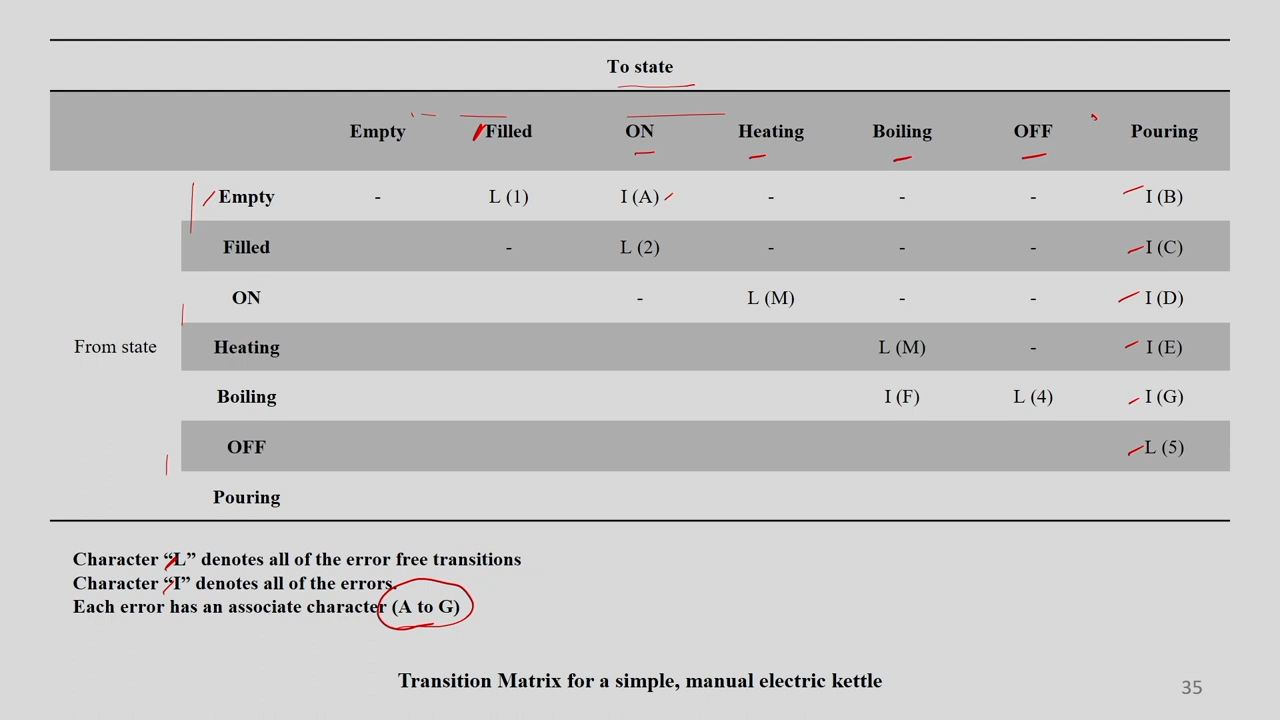 To state
Empty Filled ON Heating Boiling OFF Pouring
Empty - L (1) I (A) - - - I (B)
Filled - L (2) - - - I (C)
ON - L (M) - - I (D)
From state Heating L (M) - I (E)
Boiling I (F) L (4) I (G)
OFF L (5)
Pouring
Character “L” denotes all of the error free transitions
Character “I” denotes all of the errors.
Each error has an associate character (A to G)
Transition Matrix for a simple, manual electric kettle
35